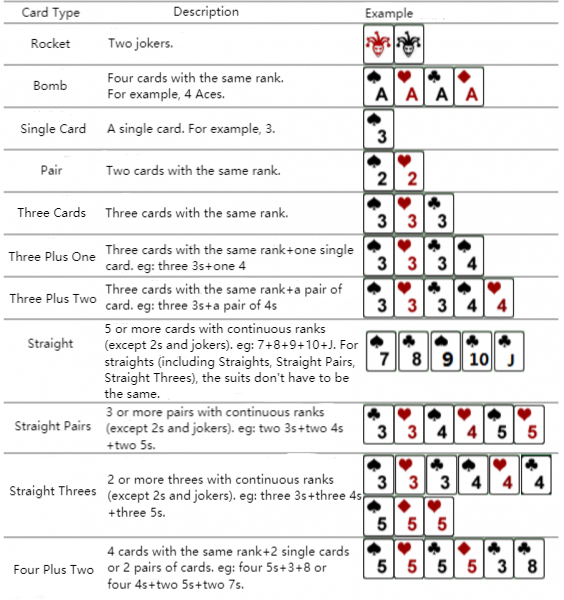 Card Type Description Example
Rocket Two jokers.
Bomb Four cards with the same rank.
For example, 4 Aces.
A A A A
Single Card A single card. For example, 3.
3
Pair Two cards with the same rank.
2 2
Three Cards Three cards with the same rank.
3 3 3
Three Plus One Three cards with the same rank+one single
card. eg: three 3s+one 4
3 3 3 4
Three Plus Two Three cards with the same rank+a pair of
card. eg: three 3s+a pair of 4s
3 3 3 4 4
Straight 5 or more cards with continuous ranks
(except 2s and jokers). eg: 7+8+9+10+J. For
straights (including Straights, Straight Pairs,
Straight Threes), the suits don't have to be
the same.
7 8 9 10 J
Straight Pairs 3 or more pairs with continuous ranks
(except 2s and jokers). eg: two 3s+two 4s
+two 5s.
3 3 4 4 5 5
Straight Threes 2 or more threes with continuous ranks
(except 2s and jokers). eg: three 3s+three 4s
+three 5s.
3 3 3 4 4 4
5 5 5
Four Plus Two 4 cards with the same rank+2 single cards
or 2 pairs of cards. eg: four 5s+3+8 or
four 4s+two 5s+two 7s.
5 5 5 5 3 8